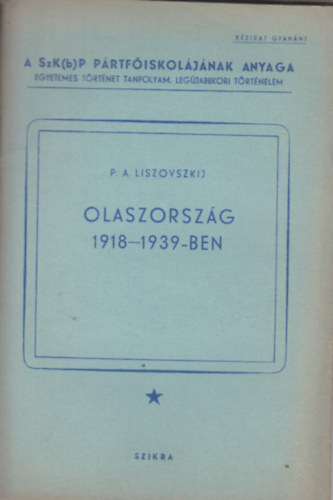 KÉZIRAT GYANÁNT
A SzK(b)P PÁRTFŐISKOLÁJÁNAK ANYAGA
EGYETEMES TÖRTÉNET TANFOLYAM, LEGÚJABBKORI TÖRTÉNELEM
P. A. LISZOVSZKIJ
OLASZORSZÁG
1918—1939-BEN
SZIKRA